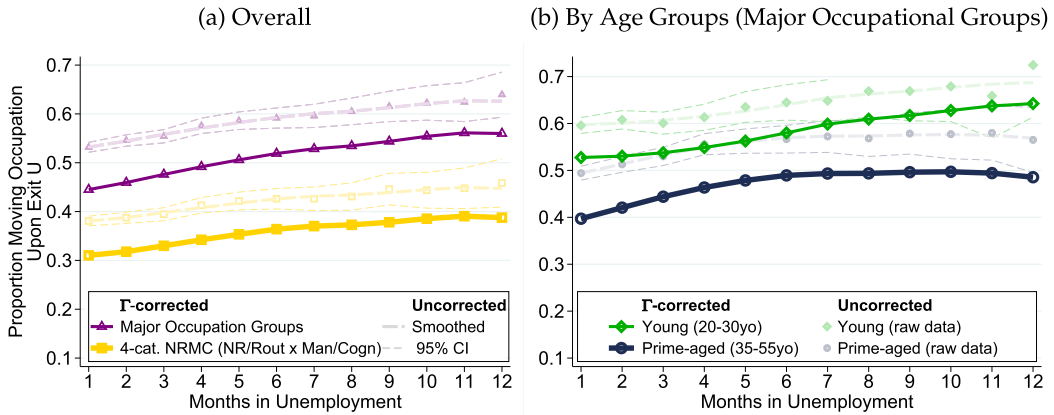 (a) Overall
(b) By Age Groups (Major Occupational Groups)
Proportion Moving Occupation
Upon Exit U
0.7
0.6
0.5
0.4
0.3
0.2
0.1
Γ-corrected
Uncorrected
Major Occupation Groups
Smoothed
4-cat. NRMC (NR/Rout x Man/Cogn)
95% CI
1 2 3 4 5 6 7 8 9 10 11 12
Months in Unemployment
0.7
0.6
0.5
0.4
0.3
0.2
0.1
Γ-corrected
Uncorrected
Young (20-30yo)
Young (raw data)
Prime-aged (35-55yo)
Prime-aged (raw data)
1 2 3 4 5 6 7 8 9 10 11 12
Months in Unemployment